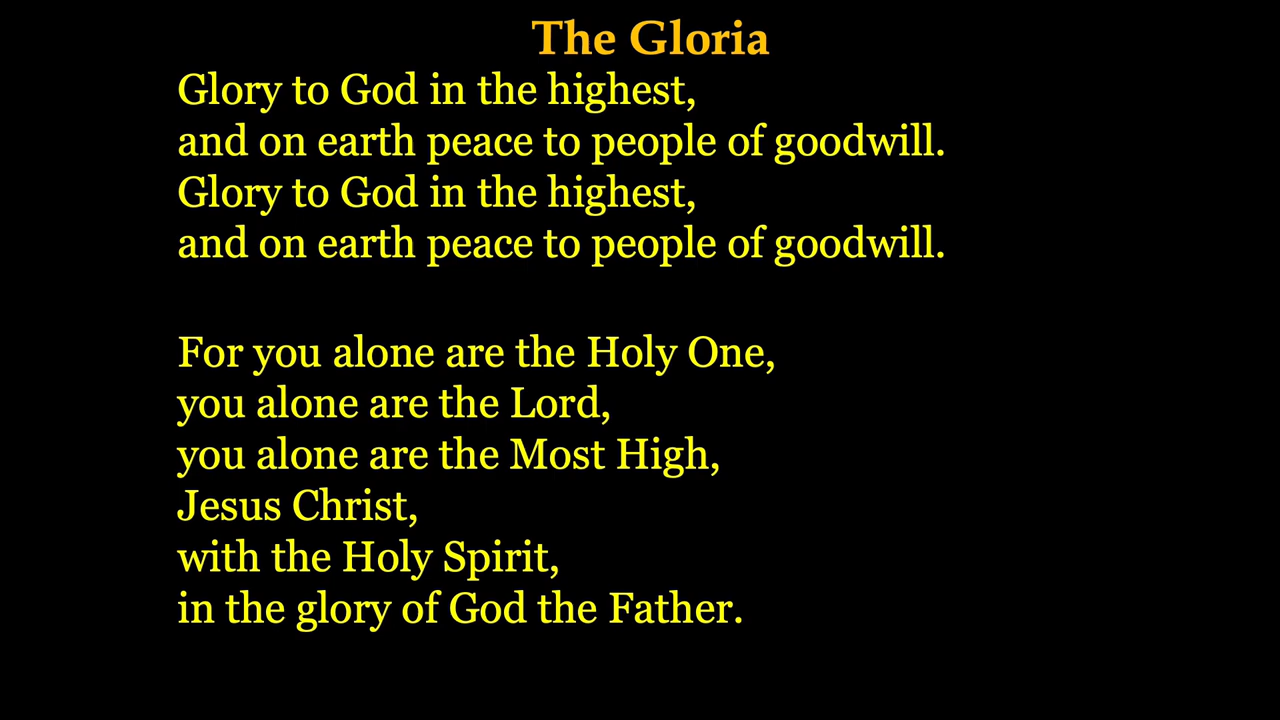 The Gloria
Glory to God in the highest,
and on earth peace to people of goodwill.
Glory to God in the highest,
and on earth peace to people of goodwill.
For you alone are the Holy One,
you alone are the Lord,
you alone are the Most High,
Jesus Christ,
with the Holy Spirit,
in the glory of God the Father.